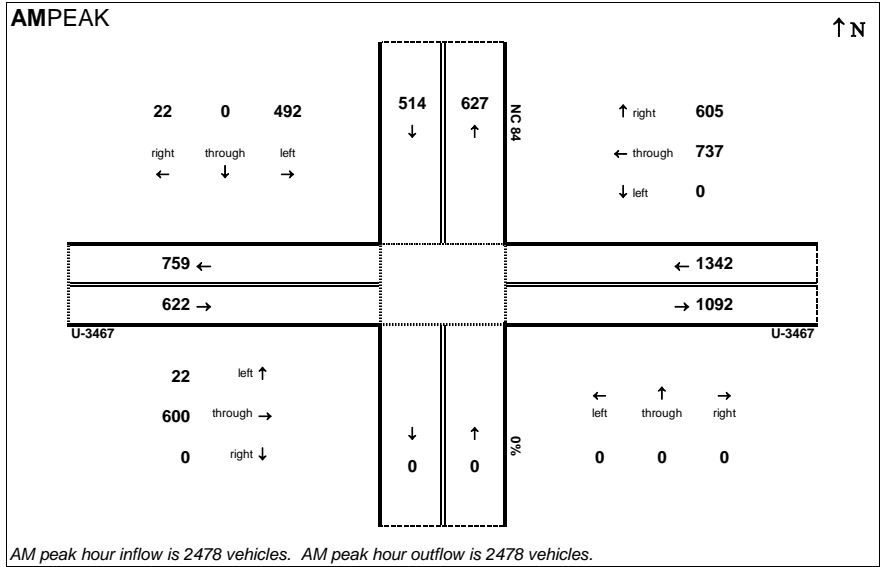 AMPEAK
↑ N
22 0 492
right through left
← ↓ →
514 627
↓ ↑
NC 84
↑ right 605
← through 737
↓ left 0
759 ←
622 →
← 1342
→ 1092
U-3467
U-3467
22 left ↑
600 through →
0 right ↓
↓ ↑
0 0
0%
← ↑ →
left through right
0 0 0
AM peak hour inflow is 2478 vehicles. AM peak hour outflow is 2478 vehicles.